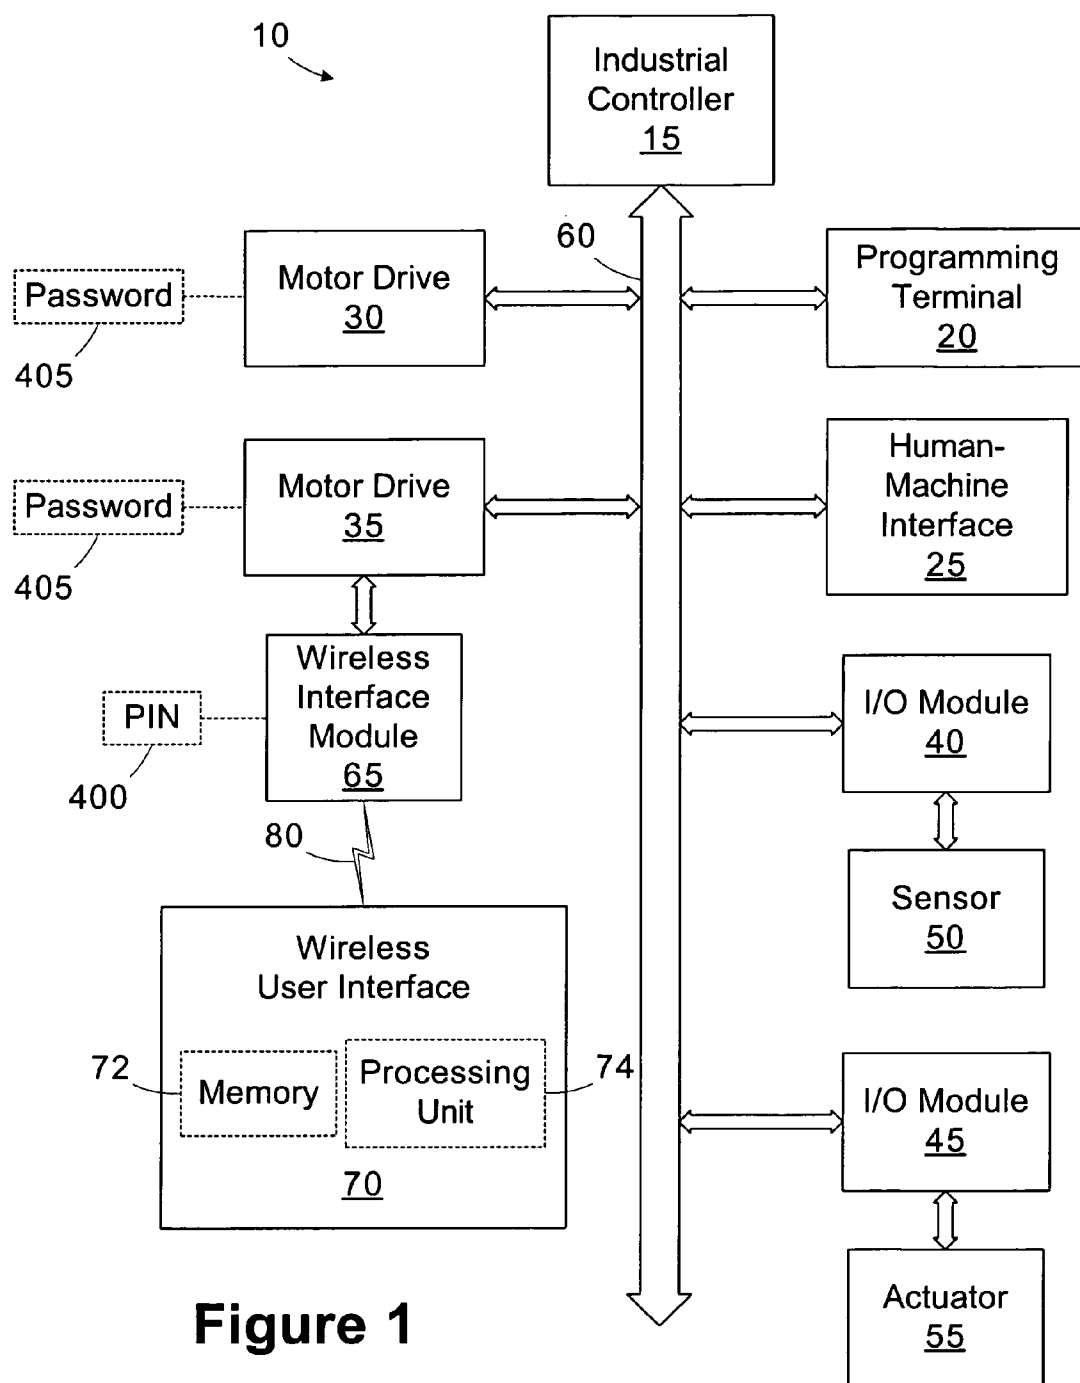 10
Industrial
Controller
15
60
Motor Drive
30
Password
405
Programming
Terminal
20
Motor Drive
35
Password
405
Human-
Machine
Interface
25
Wireless
Interface
Module
65
PIN
400
I/O Module
40
80
Sensor
50
Wireless
User Interface
72
Memory
Processing
Unit
74
70
I/O Module
45
Actuator
55
Figure 1